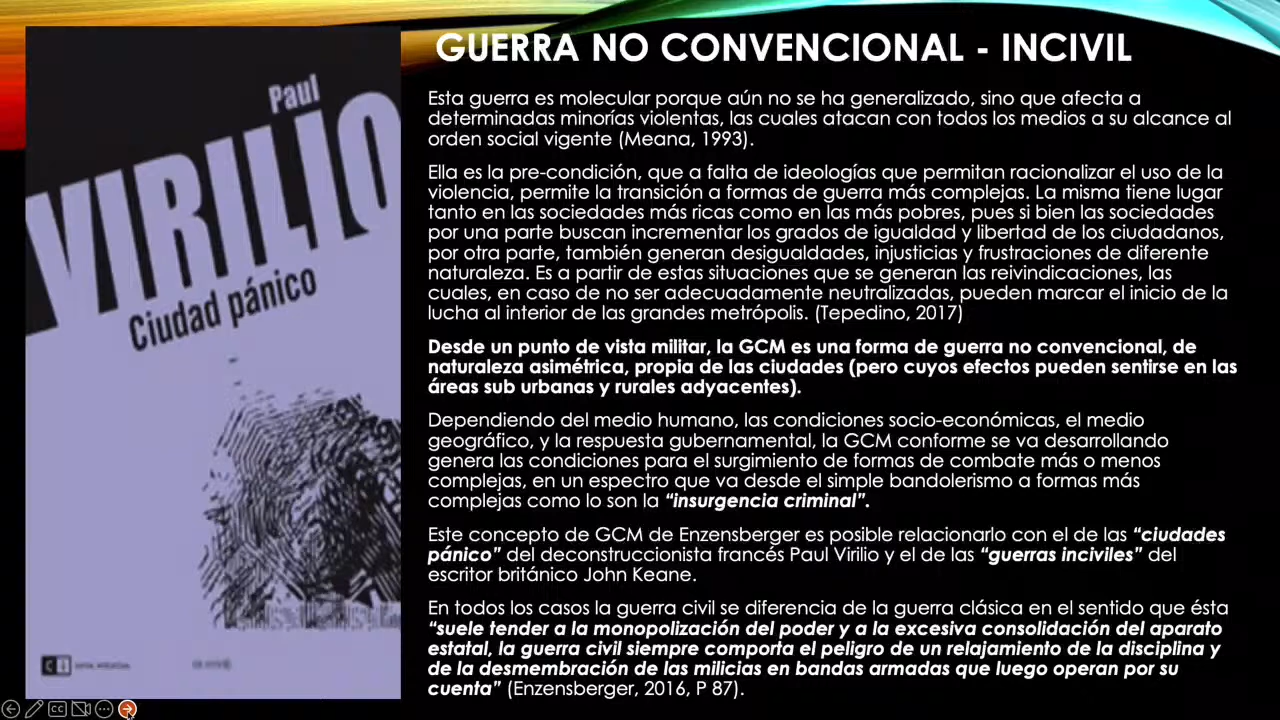 GUERRA NO CONVENCIONAL - INCIVIL
Paul
VIRILIO
Ciudad pánico
Esta guerra es molecular porque aún no se ha generalizado, sino que afecta a
determinadas minorías violentas, las cuales atacan con todos los medios a su alcance al
orden social vigente (Meana, 1993).
Ella es la pre-condición, que a falta de ideologías que permitan racionalizar el uso de la
violencia, permite la transición a formas de guerra más complejas. La misma tiene lugar
tanto en las sociedades más ricas como en las más pobres, pues si bien las sociedades
por una parte buscan incrementar los grados de igualdad y libertad de los ciudadanos,
por otra parte, también generan desigualdades, injusticias y frustraciones de diferente
naturaleza. Es a partir de estas situaciones que se generan las reivindicaciones, las
cuales, en caso de no ser adecuadamente neutralizadas, pueden marcar el inicio de la
lucha al interior de las grandes metrópolis. (Tepedino, 2017)
Desde un punto de vista militar, la GCM es una forma de guerra no convencional, de
naturaleza asimétrica, propia de las ciudades (pero cuyos efectos pueden sentirse en las
áreas sub urbanas y rurales adyacentes).
Dependiendo del medio humano, las condiciones socio-económicas, el medio
geográfico, y la respuesta gubernamental, la GCM conforme se va desarrollando
genera las condiciones para el surgimiento de formas de combate más o menos
complejas, en un espectro que va desde el simple bandolerismo a formas más
complejas como lo son la “insurgencia criminal”.
Este concepto de GCM de Enzensberger es posible relacionarlo con el de las “ciudades
pánico” del deconstruccionista francés Paul Virilio y el de las “guerras inciviles” del
escritor británico John Keane.
En todos los casos la guerra civil se diferencia de la guerra clásica en el sentido que ésta
“suele tender a la monopolización del poder y a la excesiva consolidación del aparato
estatal, la guerra civil siempre comporta el peligro de un relajamiento de la disciplina y
de la desmembración de las milicias en bandas armadas que luego operan por su
cuenta” (Enzensberger, 2016, P 87).
CC